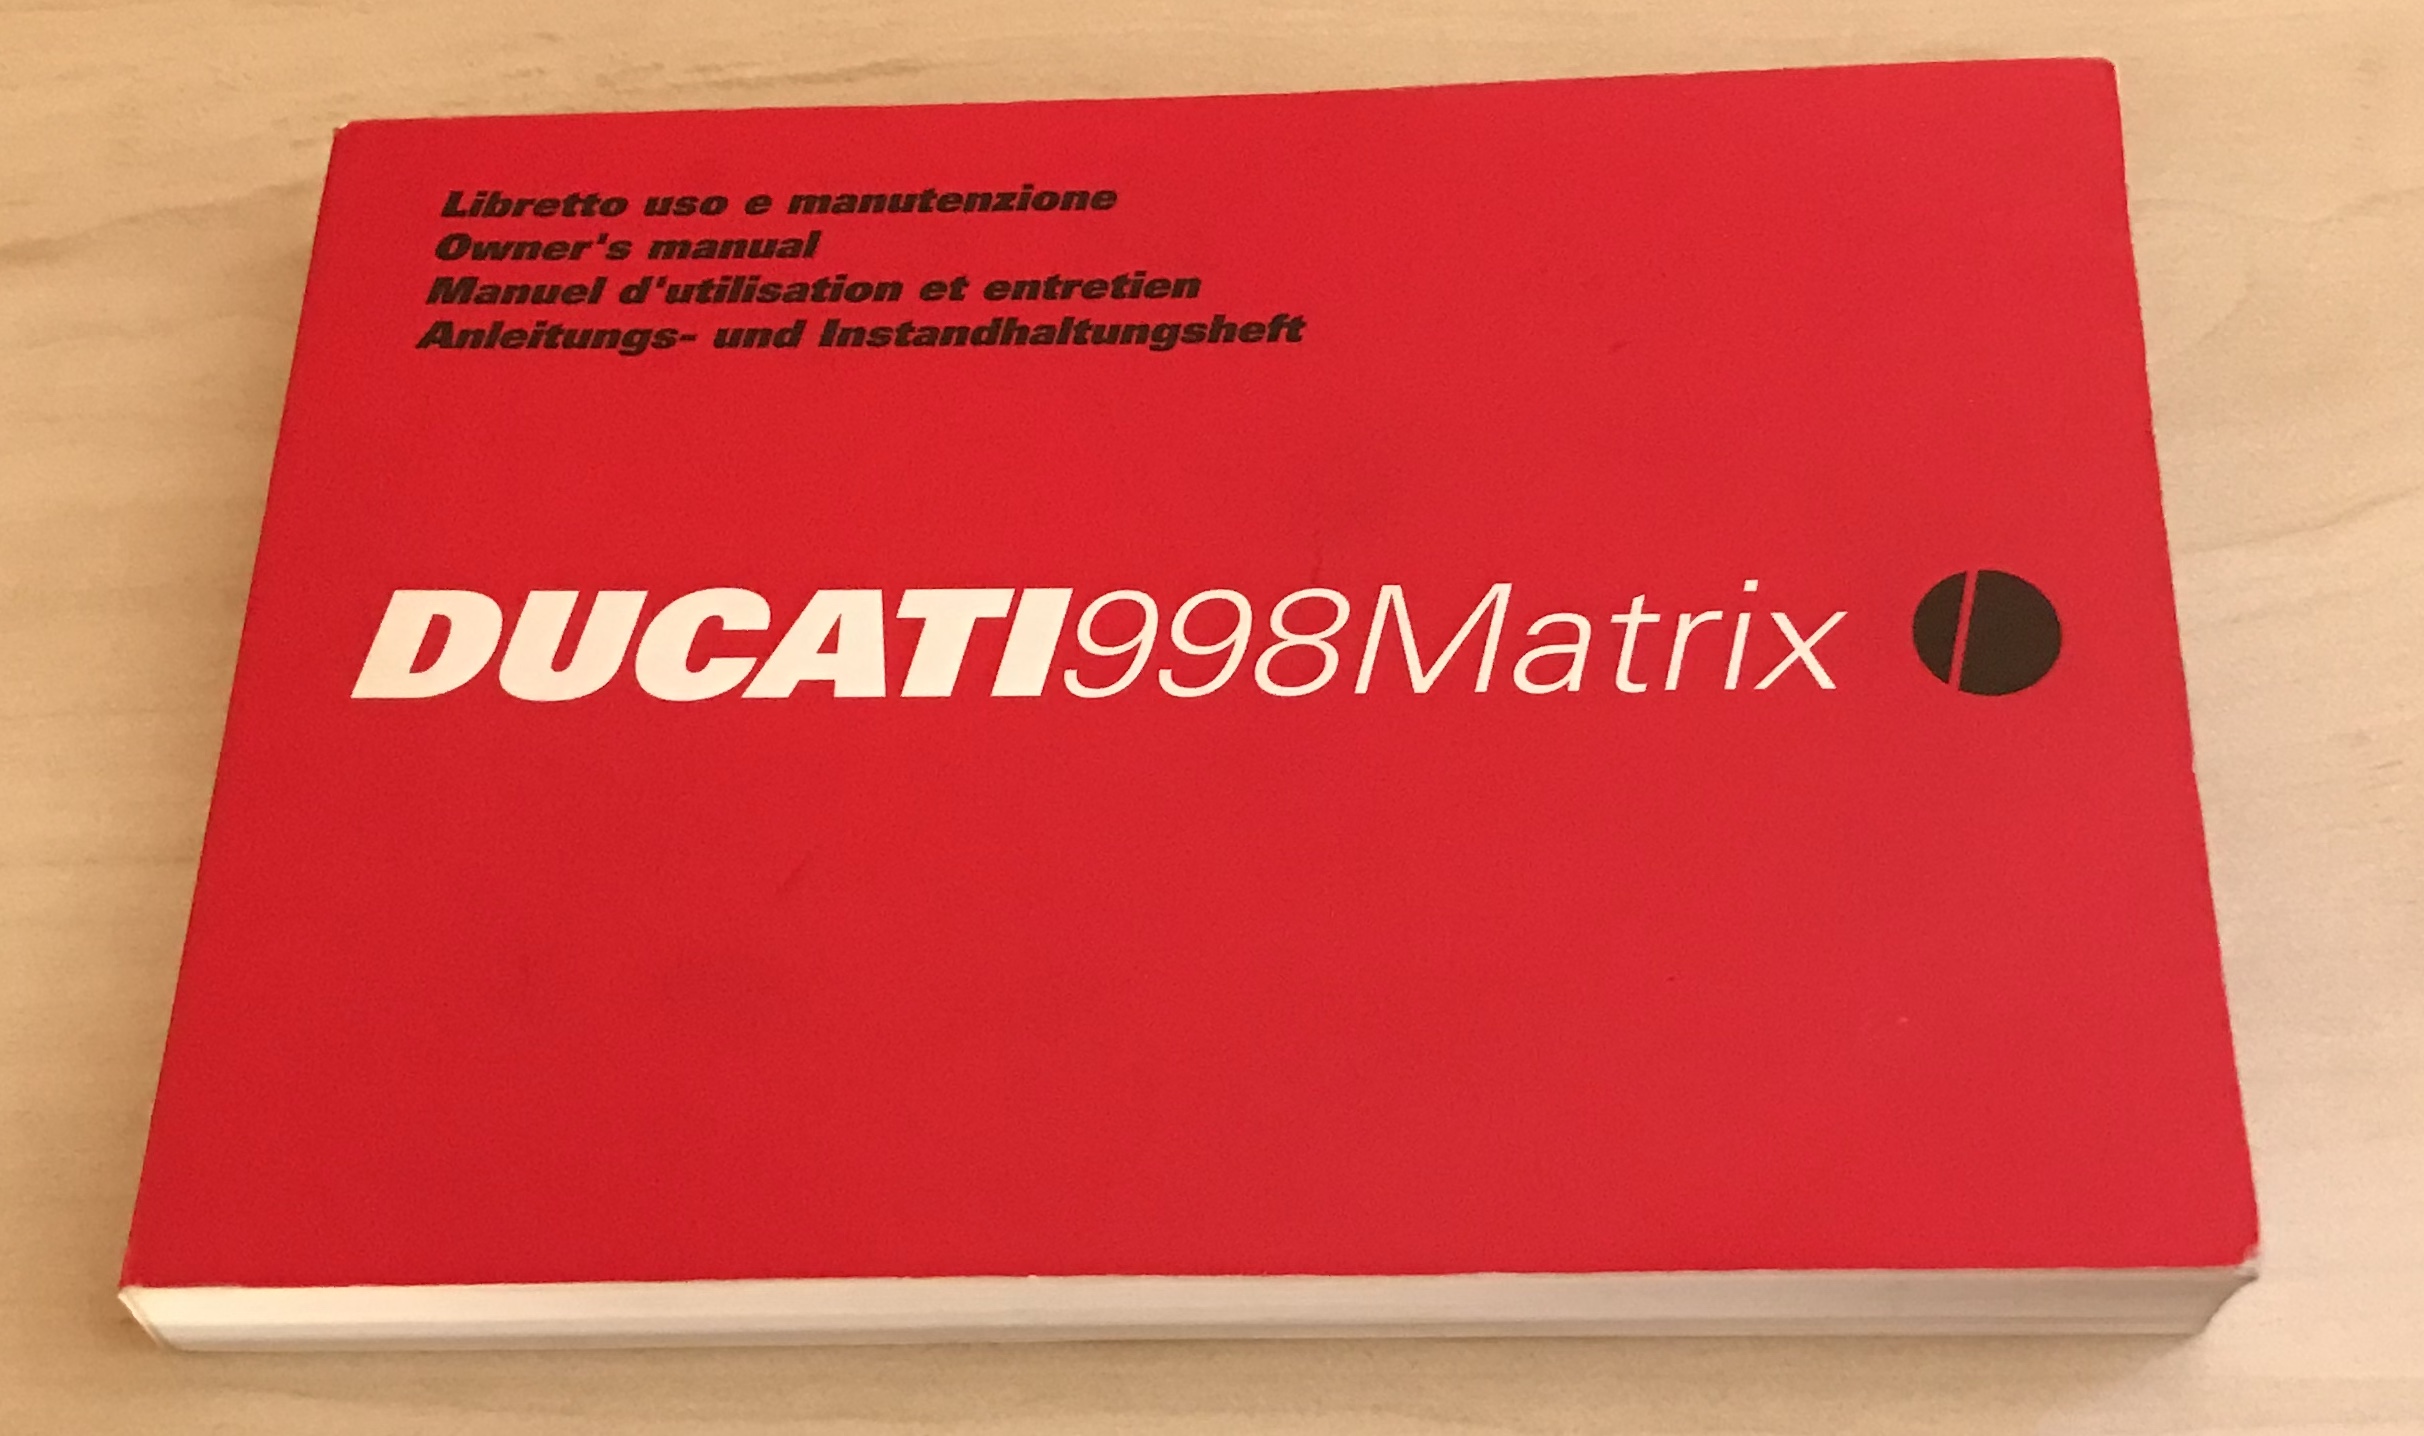 Libretto uso e manutenzione
Owner's manual
Manuel d'utilisation et entretien
Anleitungs- und Instandhaltungsheft
DUCATI998Matrix